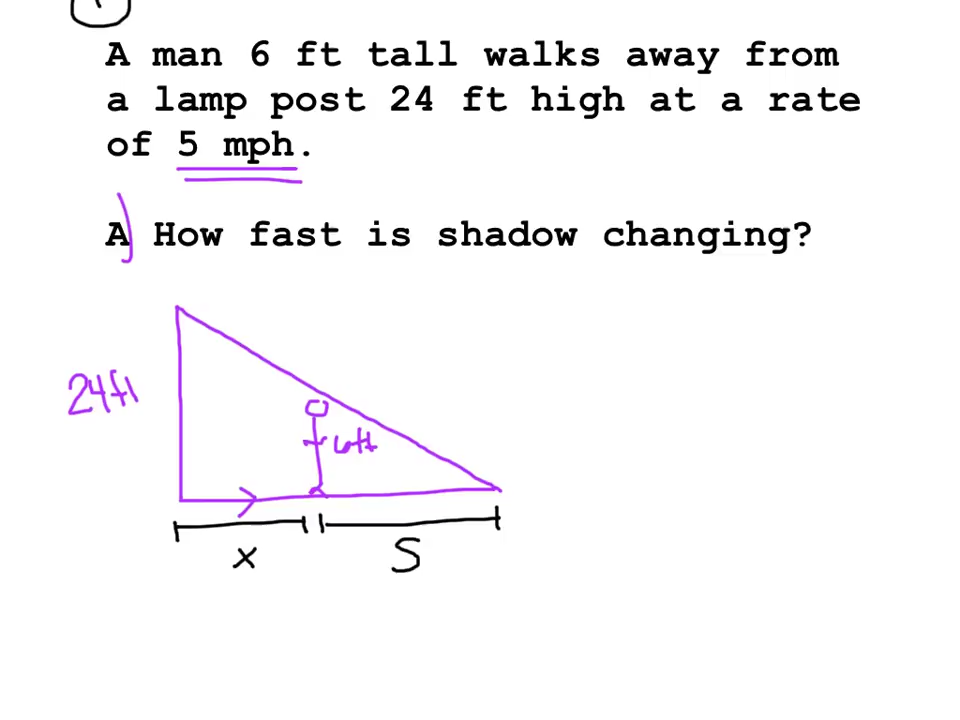 A man 6 ft tall walks away from
a lamp post 24 ft high at a rate
of 5 mph.
A) How fast is shadow changing?
24ft
6ft
x
S